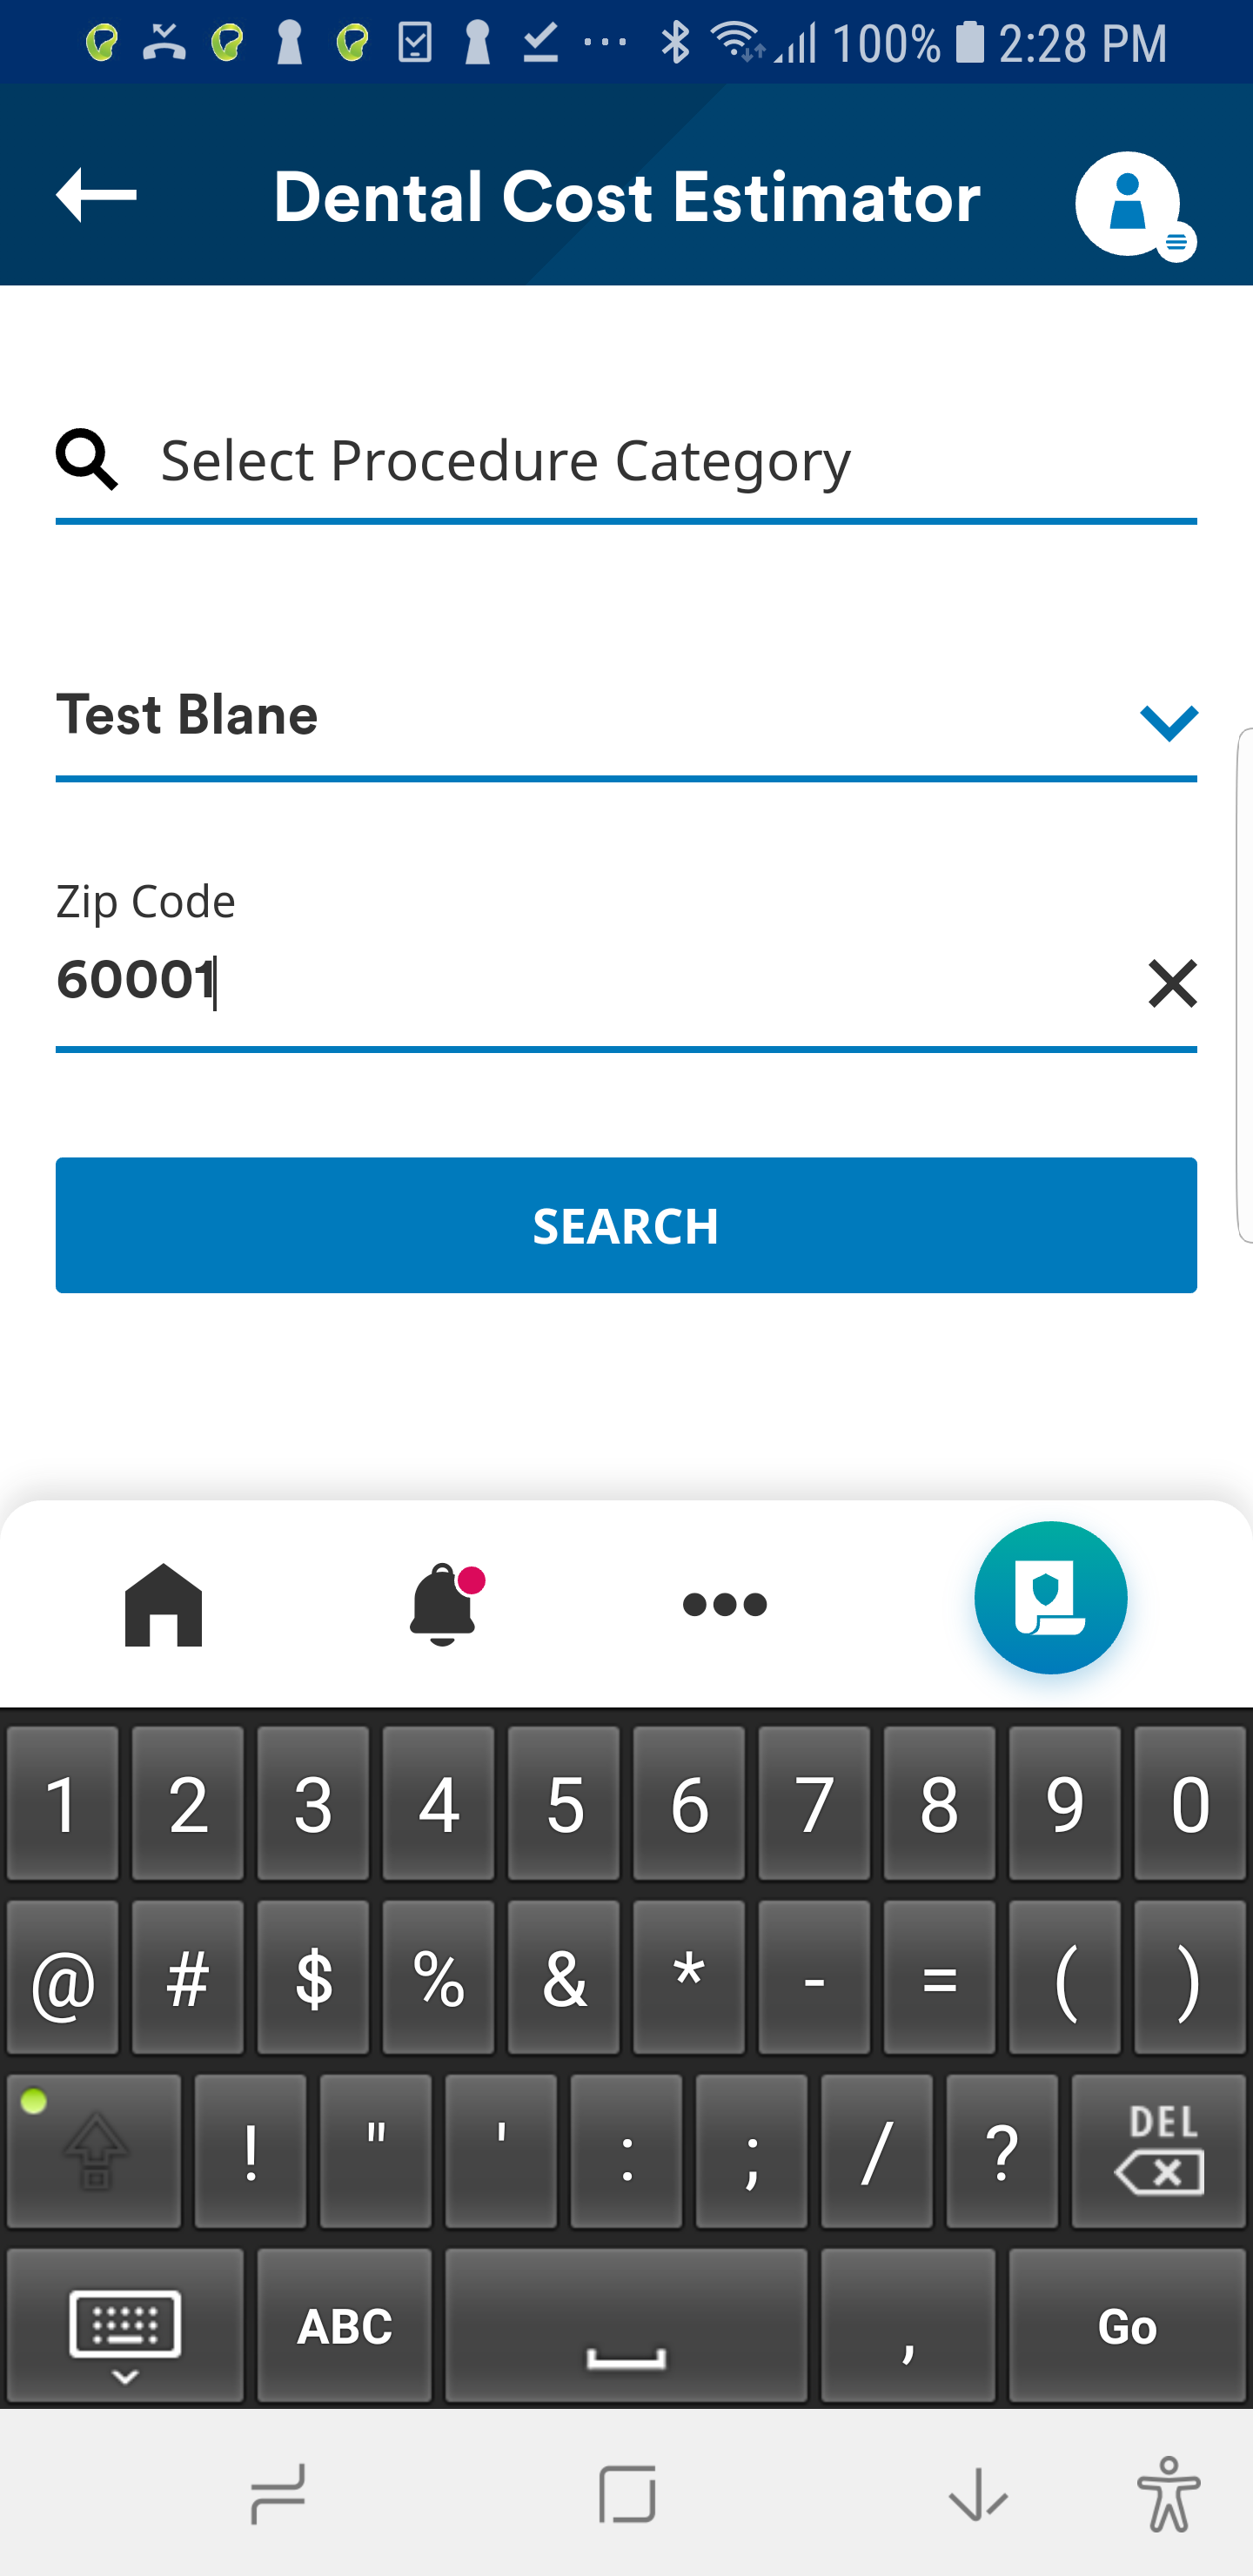 100% 2:28 PM
Dental Cost Estimator
Select Procedure Category
Test Blane
Zip Code
60001
SEARCH
1 2 3 4 5 6 7 8 9 0
@ # $ % & * - = ( )
! " ' : ; / ? DEL
ABC , Go